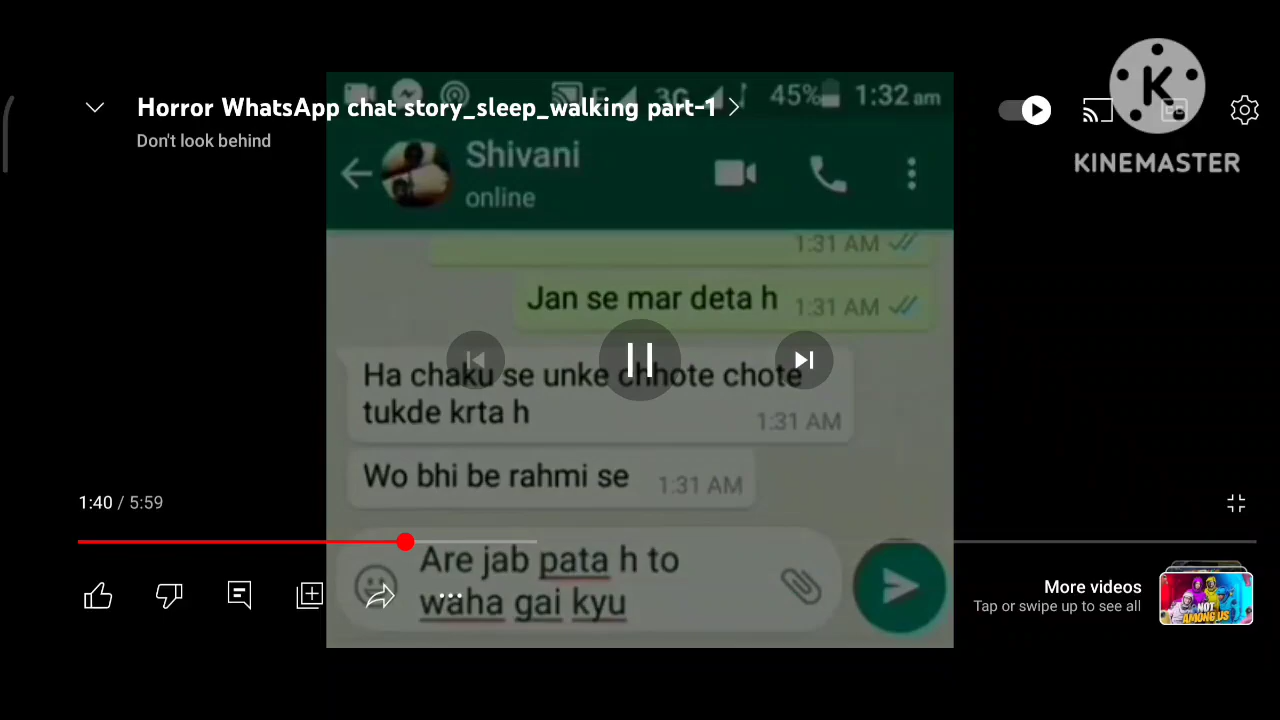 45% 1:32 am
Horror WhatsApp chat story_sleep_walking part-1
Don't look behind
KINEMASTER
Shivani
online
1:31 AM
Jan se mar deta h 1:31 AM
Ha chaku se unke chhote chote
tukde krta h 1:31 AM
Wo bhi be rahmi se 1:31 AM
1:40 / 5:59
Are jab pata h to
waha gai kyu
More videos
Tap or swipe up to see all
NOT
AMONG US